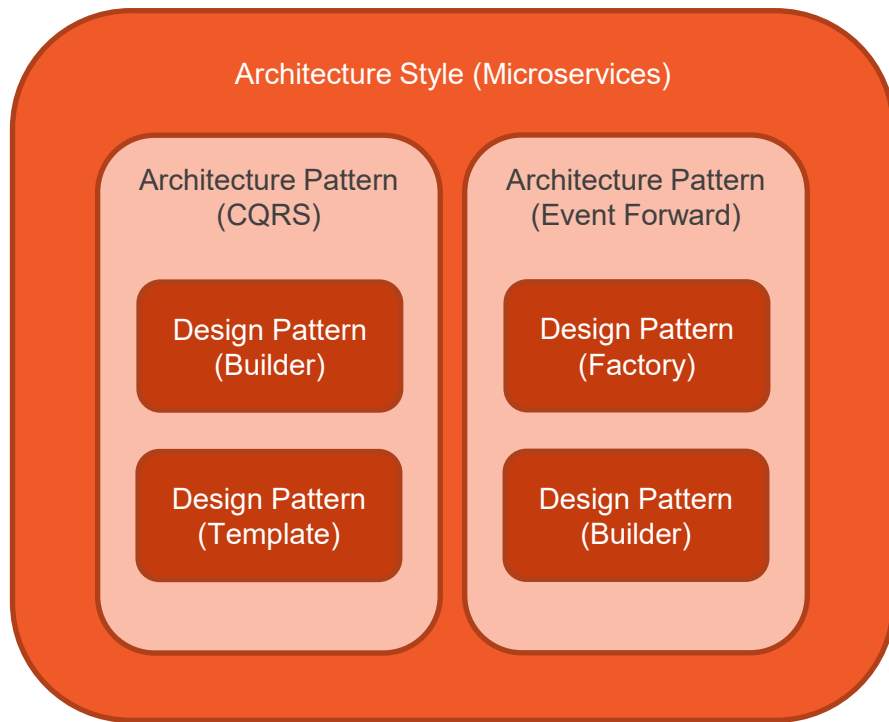 Architecture Style (Microservices)
Architecture Pattern
(CQRS)
Design Pattern
(Builder)
Design Pattern
(Template)
Architecture Pattern
(Event Forward)
Design Pattern
(Factory)
Design Pattern
(Builder)